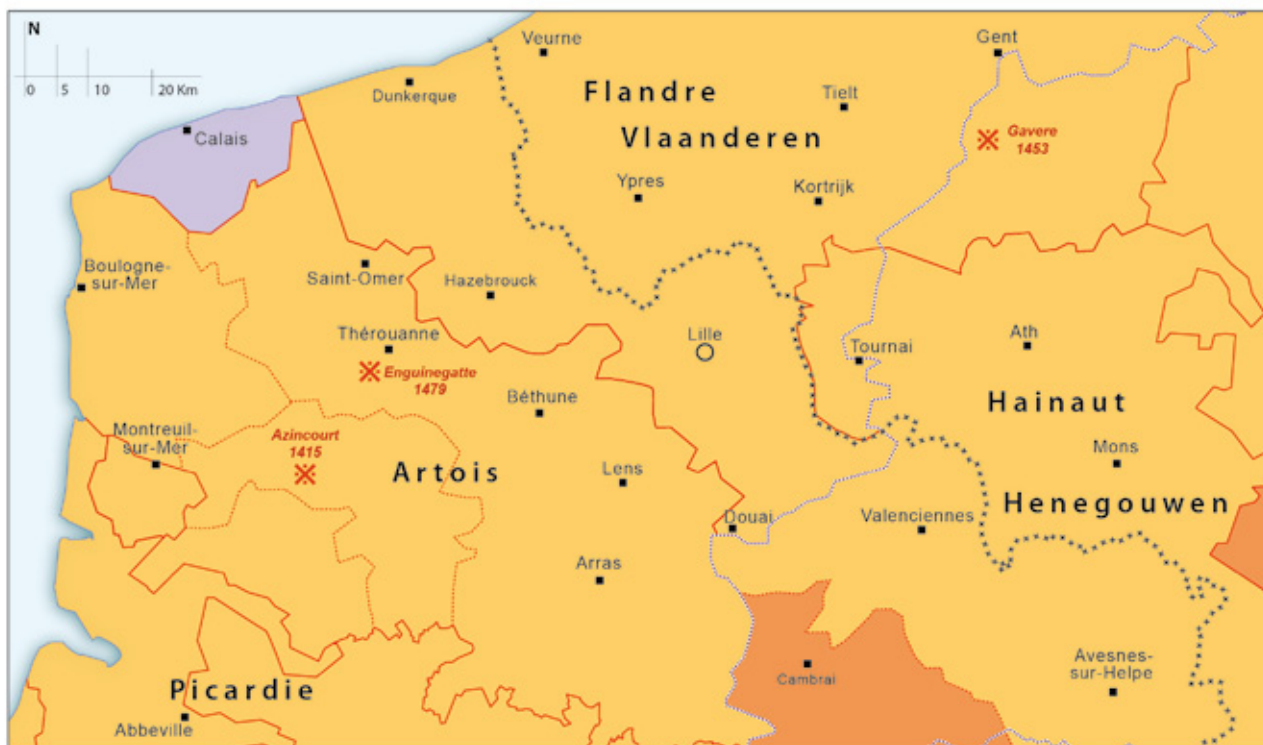 N
0 5 10 20 Km
Veurne
Gent
Dunkerque
Flandre
Tielt
Vlaanderen
Calais
Gavere
1453
Ypres
Kortrijk
Boulogne-
sur-Mer
Saint-Omer
Hazebrouck
Thérouanne
Lille
Tournai
Ath
Enguinegatte
1479
Béthune
Hainaut
Montreuil-
sur-Mer
Azincourt
1415
Artois
Lens
Mons
Henegouwen
Douai
Valenciennes
Arras
Cambrai
Avesnes-
sur-Helpe
Picardie
Abbeville